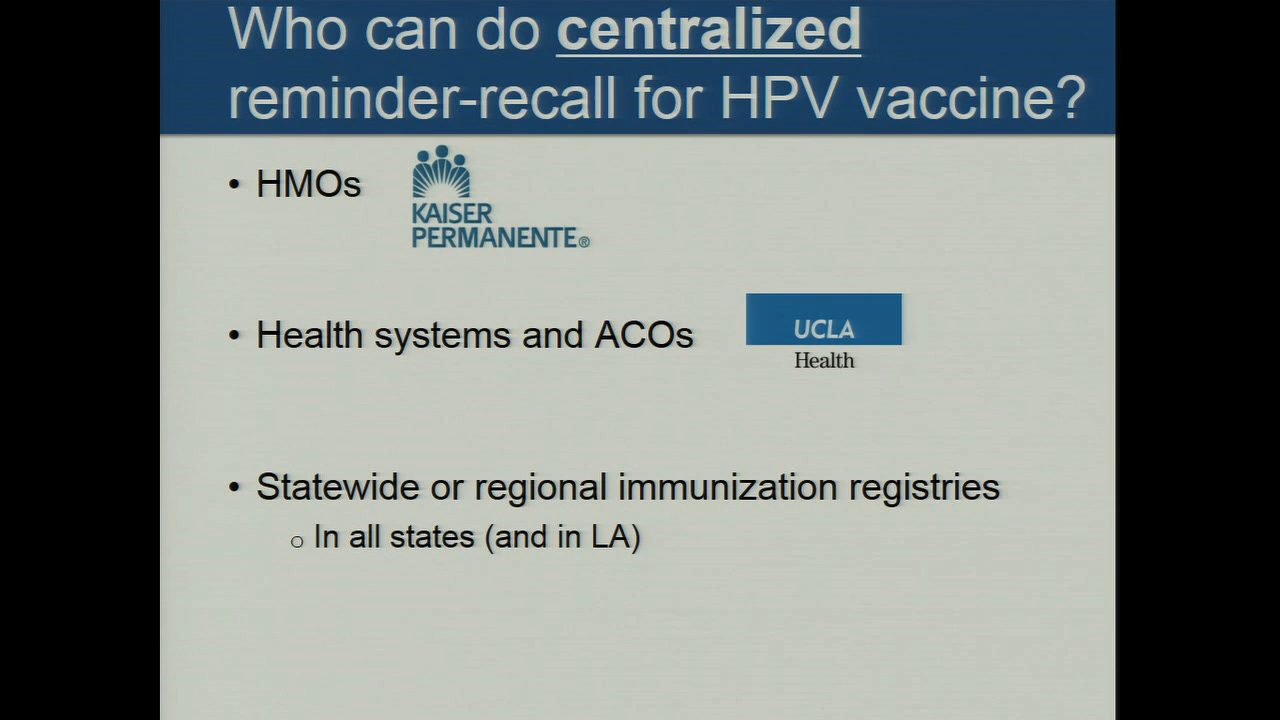 Who can do centralized
reminder-recall for HPV vaccine?
• HMOs
KAISER
PERMANENTE®
• Health systems and ACOs
UCLA
Health
• Statewide or regional immunization registries
o In all states (and in LA)